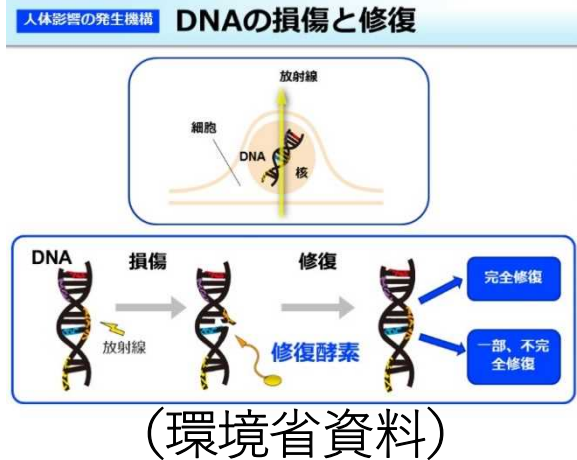 人体影響の発生機構
DNAの損傷と修復
放射線
細胞
DNA
核
DNA
損傷
修復
放射線
修復酵素
完全修復
一部、不完
全修復
（環境省資料）